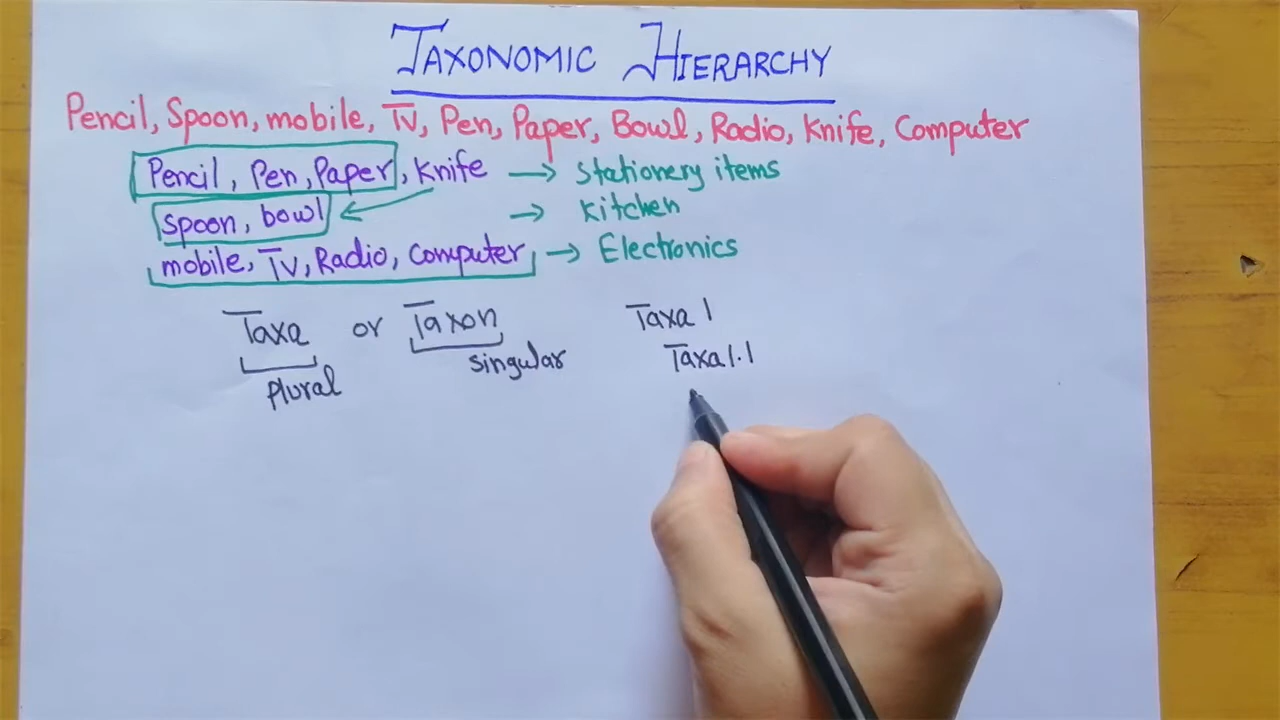 TAXONOMIC HIERARCHY
Pencil, Spoon, mobile, Tv, Pen, Paper, Bowl, Radio, Knife, Computer
Pencil, Pen, Paper, Knife → Stationery items
Spoon, bowl → Kitchen
mobile, Tv, Radio, Computer → Electronics
Taxa or Taxon Taxa 1
plural singular Taxa 1.1